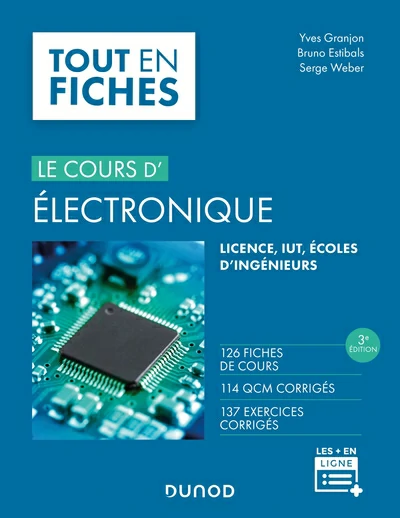 Yves Granjon
Bruno Estibals
Serge Weber
TOUT EN
FICHES
LE COURS D'
ÉLECTRONIQUE
LICENCE, IUT, ÉCOLES
D'INGÉNIEURS
3e
ÉDITION
126 FICHES
DE COURS
114 QCM CORRIGÉS
137 EXERCICES
CORRIGÉS
LES + EN
LIGNE
DUNOD